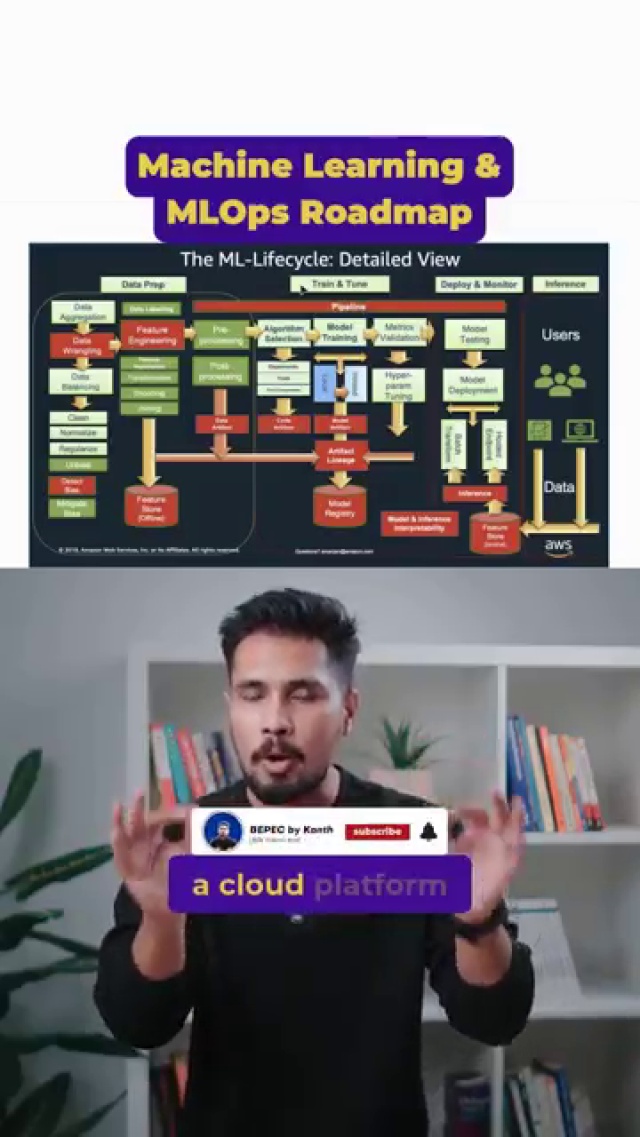 Machine Learning &
MLOps Roadmap
The ML-Lifecycle: Detailed View
Data Prep
Train & Tune
Deploy & Monitor
Inference
Pipeline
Data
Aggregation
Data Labelling
Data
Wrangling
Feature
Engineering
Pre-
processing
Algorithm
Selection
Model
Training
Metrics
Validation
Model
Testing
Users
Data
Balancing
Post-
processing
Hyper-
param
Tuning
Model
Deployment
Clean
Normalize
Regularize
Unbias
Detect
Bias
Mitigate
Bias
Data
Artifact
Code
Artifact
Model
Artifact
Artifact
Lineage
Batch
Transform
Hosted
Endpoint
Feature
Store
(Offline)
Model
Registry
Model & Inference
Interpretability
Inference
Feature
Store
Data
aws
BEPEC by Kanth
subscribe
a cloud platform